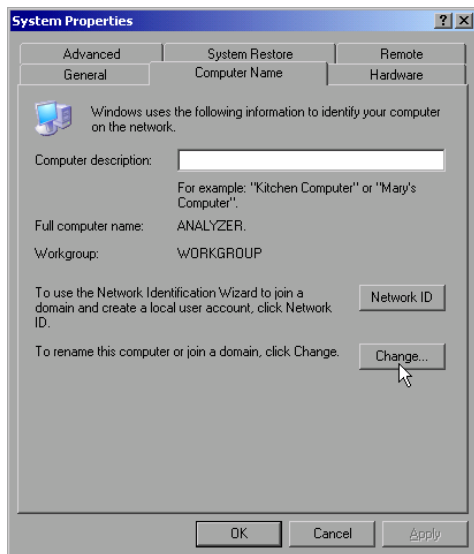 System Properties
Advanced System Restore Remote
General Computer Name Hardware
Windows uses the following information to identify your computer
on the network.
Computer description:
For example: "Kitchen Computer" or "Mary's
Computer".
Full computer name: ANALYZER.
Workgroup: WORKGROUP
To use the Network Identification Wizard to join a
domain and create a local user account, click Network
ID.
Network ID
To rename this computer or join a domain, click Change.
Change...
OK Cancel Apply